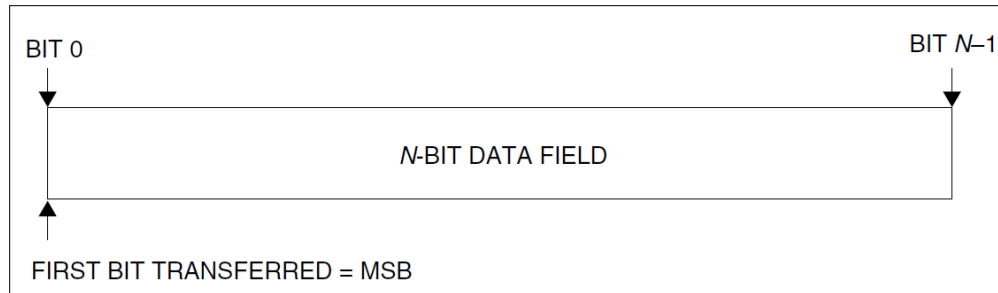 BIT 0
BIT N–1
N-BIT DATA FIELD
FIRST BIT TRANSFERRED = MSB